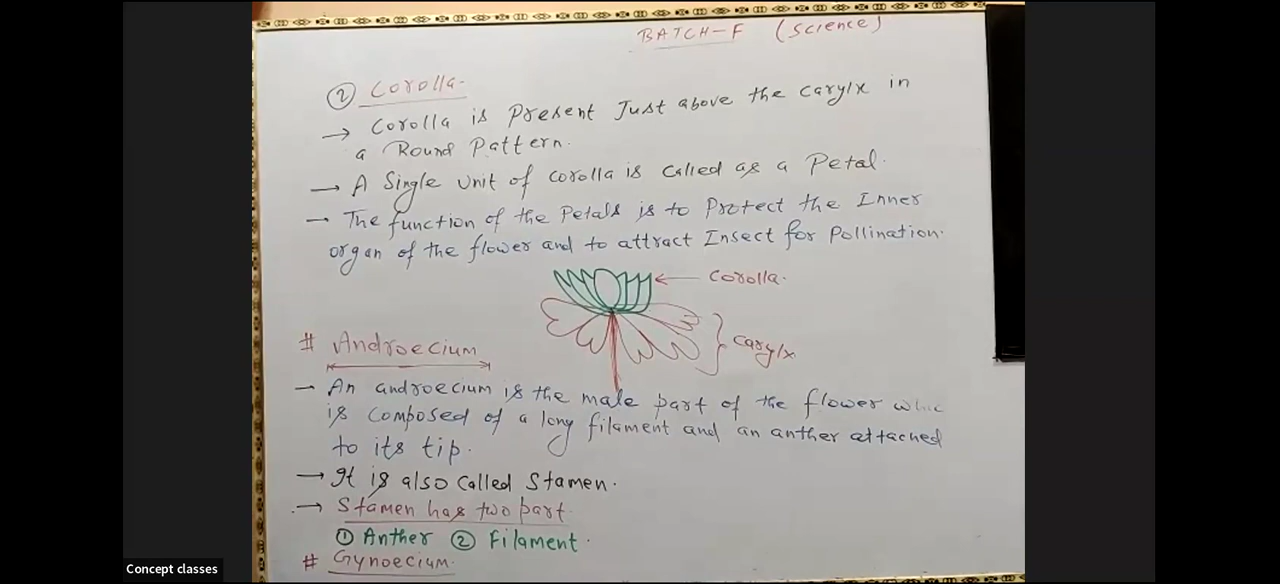 BATCH-F (Science)
② Corolla-
→ Corolla is Present Just above the Carylx in
a Round Pattern.
→ A Single Unit of Corolla is Called as a Petal.
- The function of the Petals is to Protect the Inner
organ of the flower and to attract Insect for Pollination.
Corolla.
# Androecium
Carylx
- An androecium is the male part of the flower
is composed of a long filament and an anther attached
to its tip.
→ It is also Called Stamen.
→ Stamen has two part
① Anther ② Filament.
# Gynoecium.
Concept classes